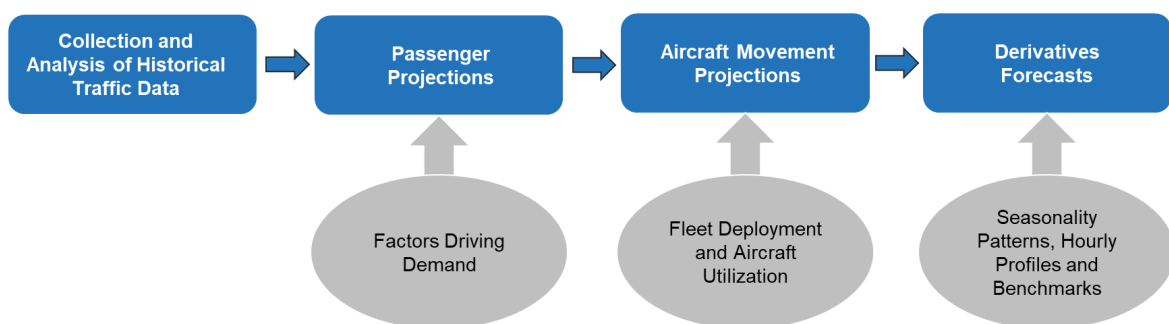 Collection and
Analysis of Historical
Traffic Data
Passenger
Projections
Aircraft Movement
Projections
Derivatives
Forecasts
Factors Driving
Demand
Fleet Deployment
and Aircraft
Utilization
Seasonality
Patterns, Hourly
Profiles and
Benchmarks